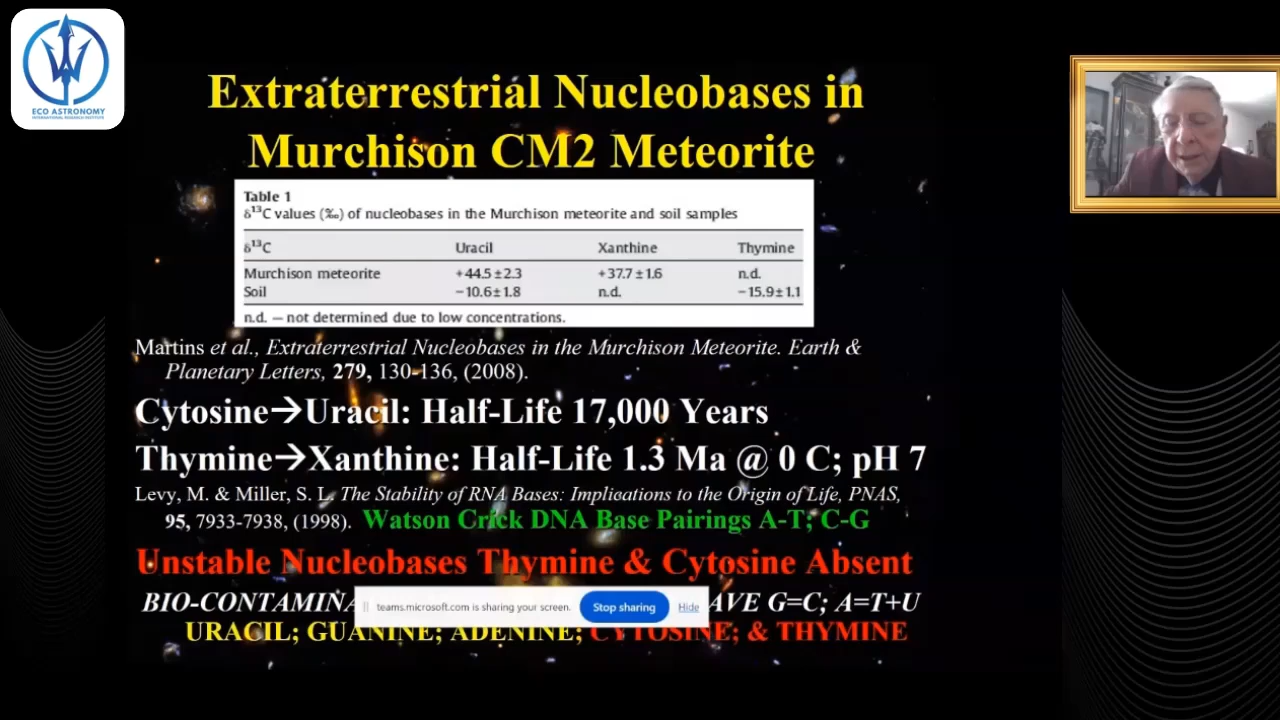 ECO ASTRONOMY
INTERNATIONAL RESEARCH INSTITUTE
Extraterrestrial Nucleobases in
Murchison CM2 Meteorite
Table 1
δ¹³C values (‰) of nucleobases in the Murchison meteorite and soil samples
δ¹³C Uracil Xanthine Thymine
Murchison meteorite +44.5±2.3 +37.7±1.6 n.d.
Soil −10.6±1.8 n.d. −15.9±1.1
n.d. — not determined due to low concentrations.
Martins et al., Extraterrestrial Nucleobases in the Murchison Meteorite. Earth &
Planetary Letters, 279, 130-136, (2008).
Cytosine→Uracil: Half-Life 17,000 Years
Thymine→Xanthine: Half-Life 1.3 Ma @ 0 C; pH 7
Levy, M. & Miller, S. L. The Stability of RNA Bases: Implications to the Origin of Life, PNAS,
95, 7933-7938, (1998). Watson Crick DNA Base Pairings A-T; C-G
Unstable Nucleobases Thymine & Cytosine Absent
BIO-CONTAMINA AVE G=C; A=T+U
teams.microsoft.com is sharing your screen. Stop sharing Hide
URACIL; GUANINE; ADENINE; CYTOSINE; & THYMINE